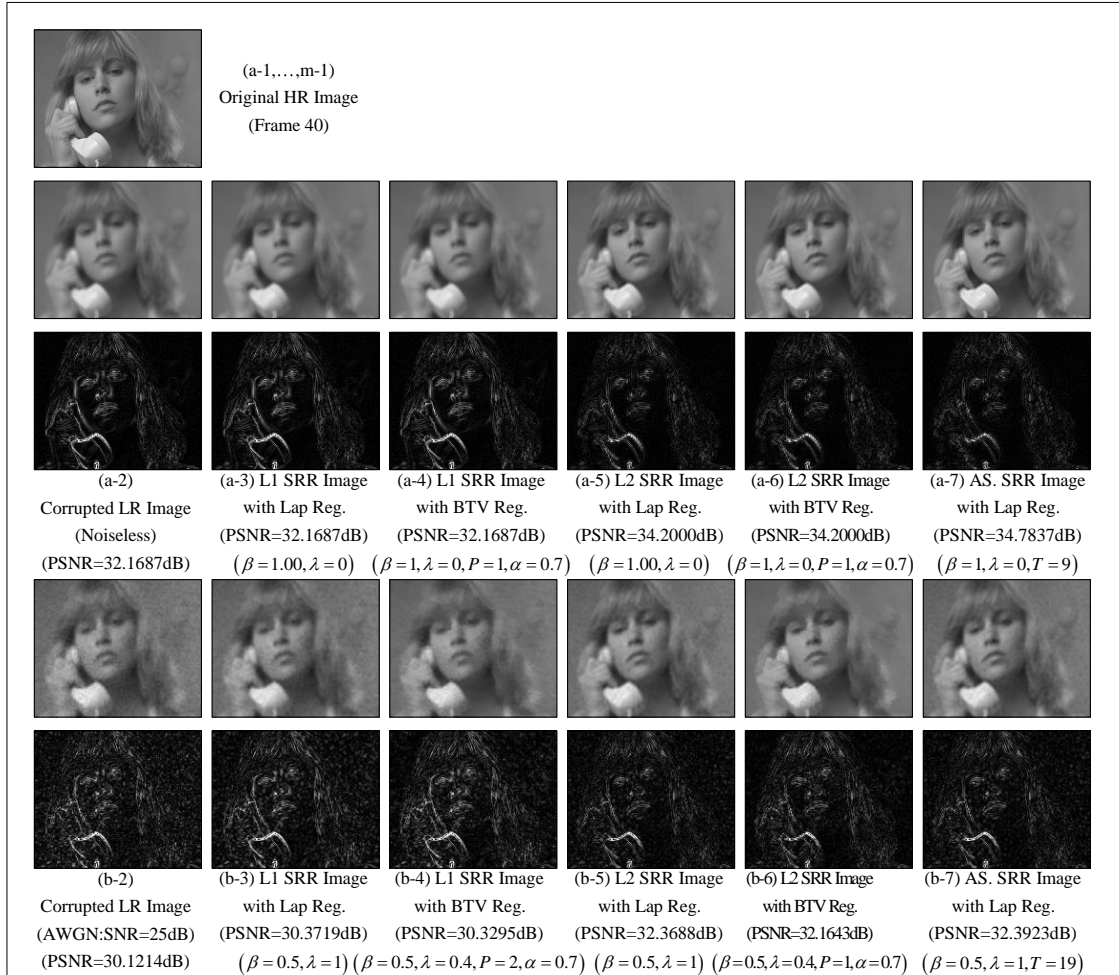 (a-1,…,m-1)
Original HR Image
(Frame 40)
(a-2)
Corrupted LR Image
(Noiseless)
(PSNR=32.1687dB)
(a-3) L1 SRR Image
with Lap Reg.
(PSNR=32.1687dB)
(β=1.00,λ=0)
(a-4) L1 SRR Image
with BTV Reg.
(PSNR=32.1687dB)
(β=1,λ=0,P=1,α=0.7)
(a-5) L2 SRR Image
with Lap Reg.
(PSNR=34.2000dB)
(β=1.00,λ=0)
(a-6) L2 SRR Image
with BTV Reg.
(PSNR=34.2000dB)
(β=1,λ=0,P=1,α=0.7)
(a-7) AS. SRR Image
with Lap Reg.
(PSNR=34.7837dB)
(β=1,λ=0,T=9)
(b-2)
Corrupted LR Image
(AWGN:SNR=25dB)
(PSNR=30.1214dB)
(b-3) L1 SRR Image
with Lap Reg.
(PSNR=30.3719dB)
(β=0.5,λ=1)
(b-4) L1 SRR Image
with BTV Reg.
(PSNR=30.3295dB)
(β=0.5,λ=0.4,P=2,α=0.7)
(b-5) L2 SRR Image
with Lap Reg.
(PSNR=32.3688dB)
(β=0.5,λ=1)
(b-6) L2 SRR Image
with BTV Reg.
(PSNR=32.1643dB)
(β=0.5,λ=0.4,P=1,α=0.7)
(b-7) AS. SRR Image
with Lap Reg.
(PSNR=32.3923dB)
(β=0.5,λ=1,T=19)